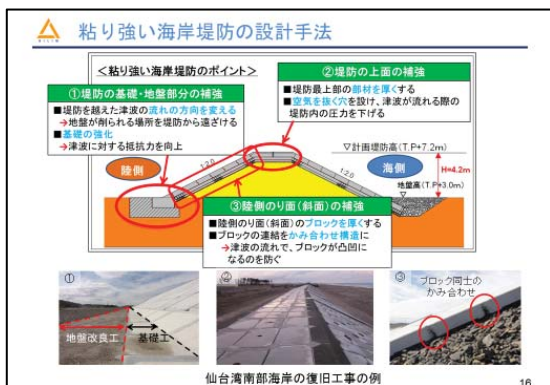 粘り強い海岸堤防の設計手法
<粘り強い海岸堤防のポイント>
①堤防の基礎・地盤部分の補強
■堤防を越えた津波の流れの方向を変える
→地盤が削られる場所を堤防から遠ざける
■基礎の強化
→津波に対する抵抗力を向上
②堤防の上面の補強
■堤防最上部の部材を厚くする
■空気を抜く穴を設け、津波が流れる際の
堤防内の圧力を下げる
▽計画堤防高(T.P+7.2m)
陸側
海側
1:2.0
1:2.0
H=4.2m
地盤高(T.P+3.0m)
▽
③陸側のり面(斜面)の補強
■陸側のり面(斜面)のブロックを厚くする
■ブロックの連結をかみ合わせ構造に
→津波の流れで、ブロックが凸凹に
なるのを防ぐ
①
地盤改良工
基礎工
②
③
ブロック同士の
かみ合わせ
仙台湾南部海岸の復旧工事の例
16